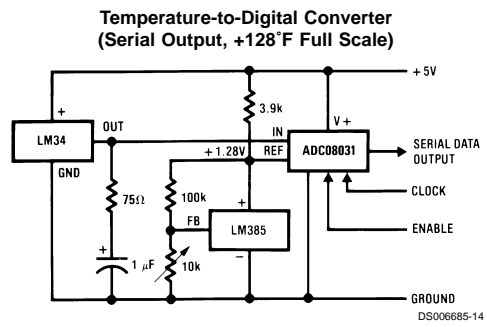 Temperature-to-Digital Converter
(Serial Output, +128˚F Full Scale)
+5V
+
3.9k
V+
OUT
IN
LM34
ADC08031
SERIAL DATA
OUTPUT
+1.28V
REF
GND
CLOCK
75Ω
100k
+
FB
LM385
ENABLE
+
−
1 μF
10k
GROUND
DS006685-14